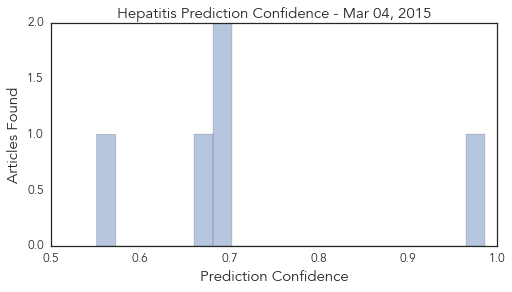 Hepatitis Prediction Confidence - Mar 04, 2015
2.0
1.5
1.0
0.5
0.0
Articles Found
0.5 0.6 0.7 0.8 0.9 1.0
Prediction Confidence